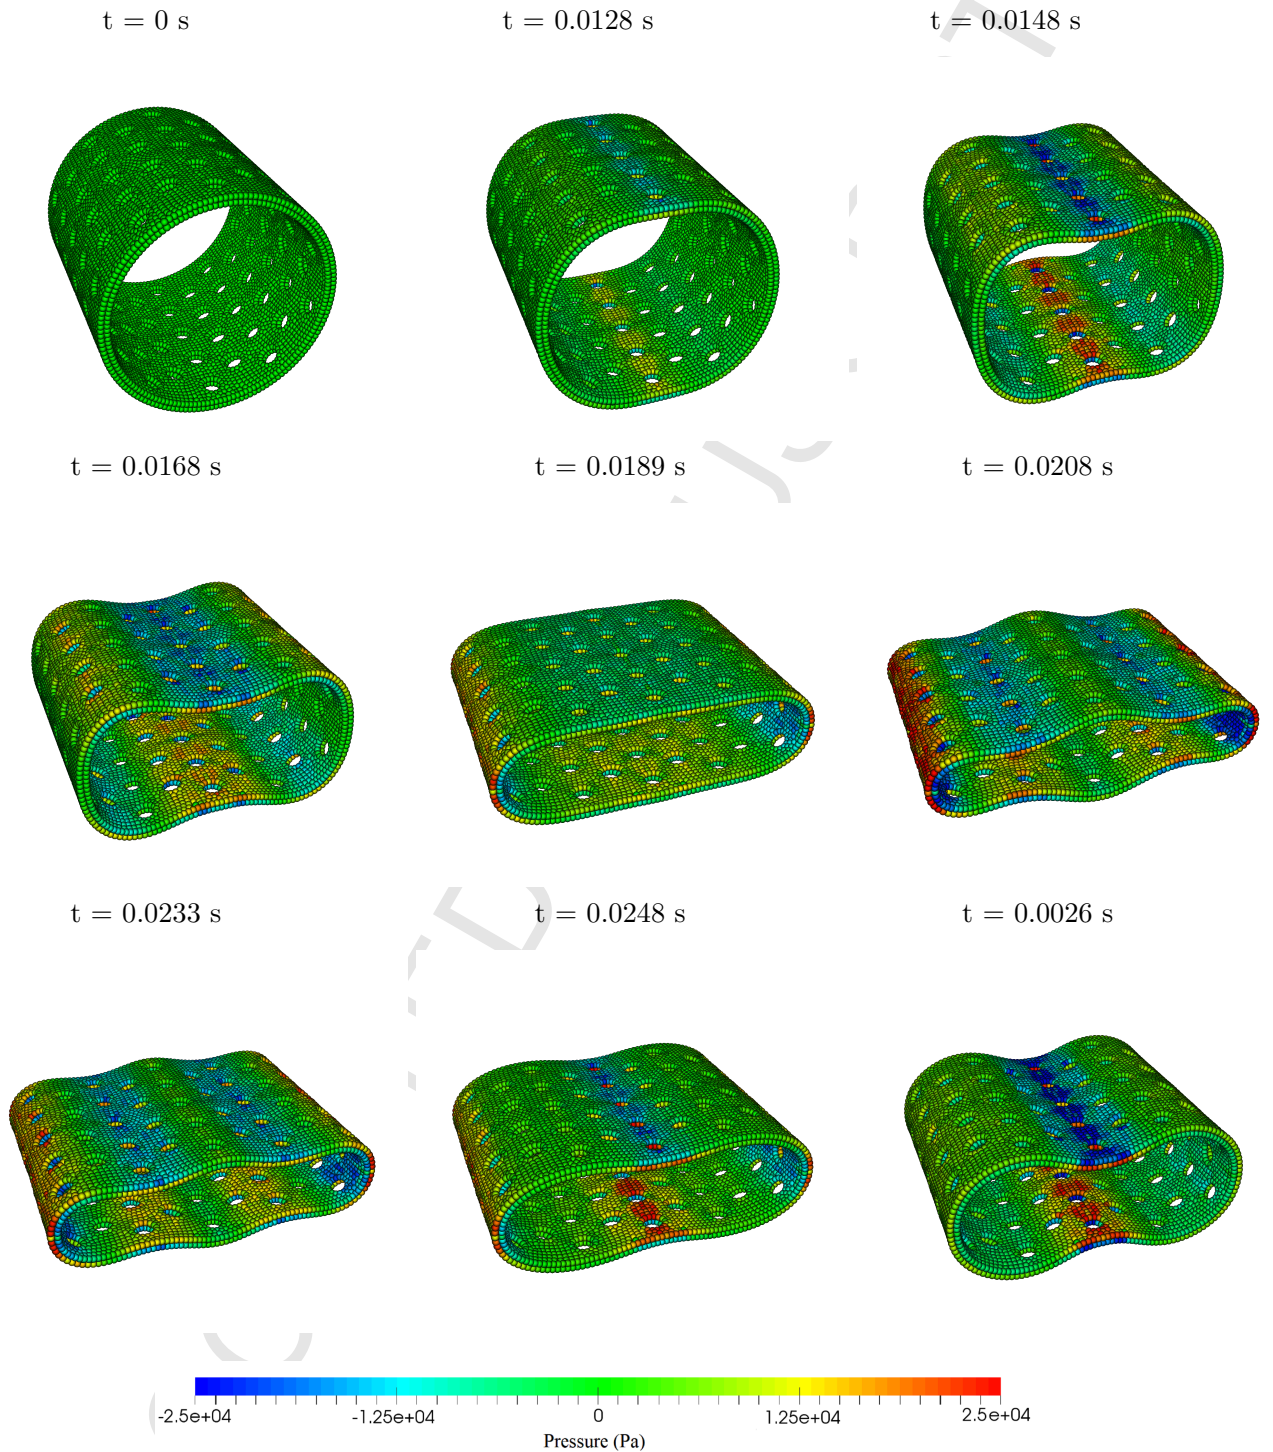 t = 0 s
t = 0.0128 s
t = 0.0148 s
t = 0.0168 s
t = 0.0189 s
t = 0.0208 s
t = 0.0233 s
t = 0.0248 s
t = 0.0026 s
-2.5e+04
-1.25e+04
0
1.25e+04
2.5e+04
Pressure (Pa)